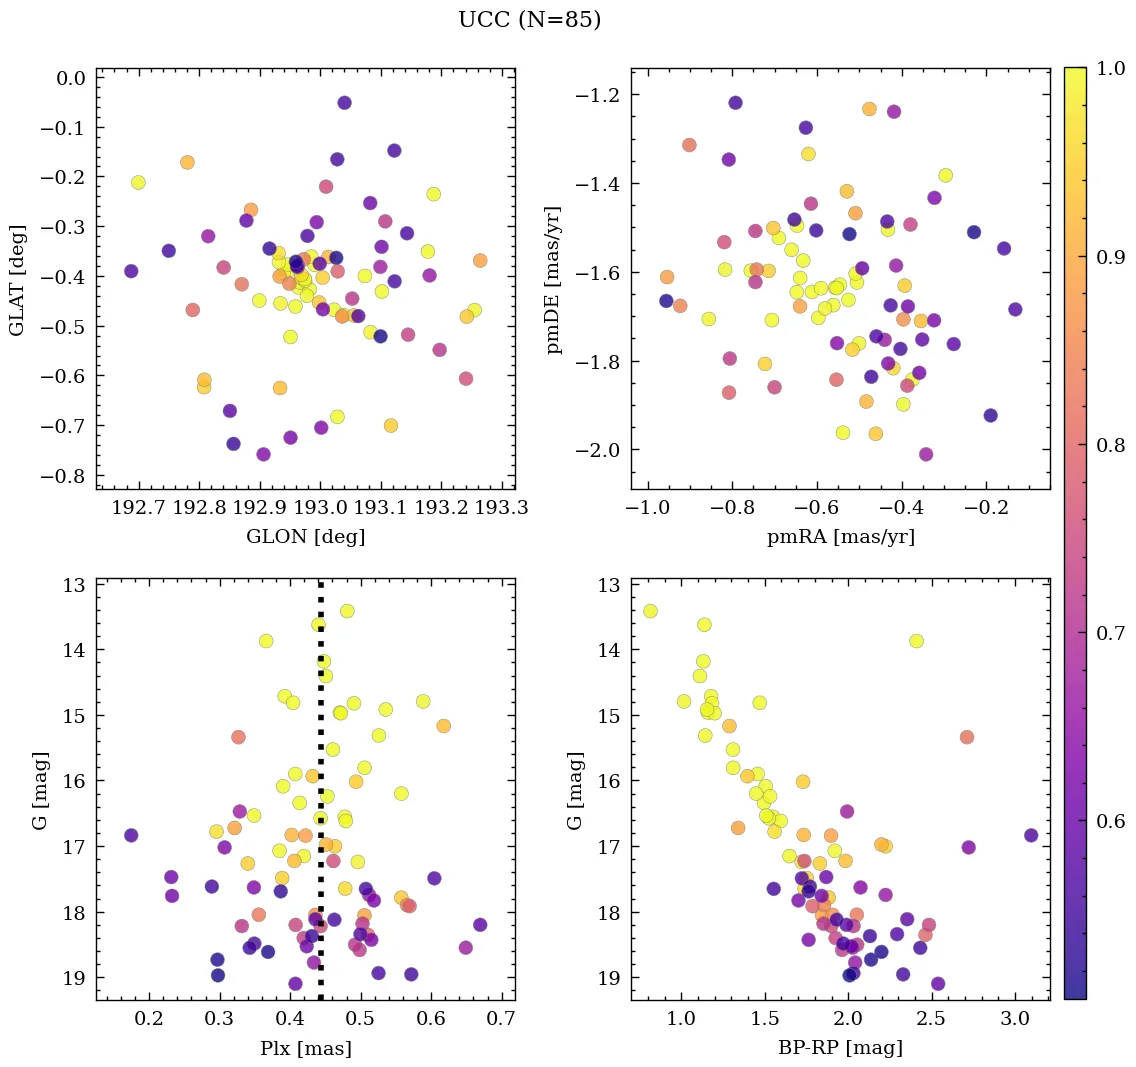 UCC (N=85)
0.0
−0.1
−0.2
−0.3
−0.4
−0.5
−0.6
−0.7
−0.8
GLAT [deg]
192.7 192.8 192.9 193.0 193.1 193.2 193.3
GLON [deg]
−1.2
−1.4
−1.6
−1.8
−2.0
pmDE [mas/yr]
−1.0 −0.8 −0.6 −0.4 −0.2
pmRA [mas/yr]
1.0
0.9
0.8
0.7
0.6
13
14
15
16
17
18
19
G [mag]
0.2 0.3 0.4 0.5 0.6 0.7
Plx [mas]
13
14
15
16
17
18
19
G [mag]
1.0 1.5 2.0 2.5 3.0
BP-RP [mag]